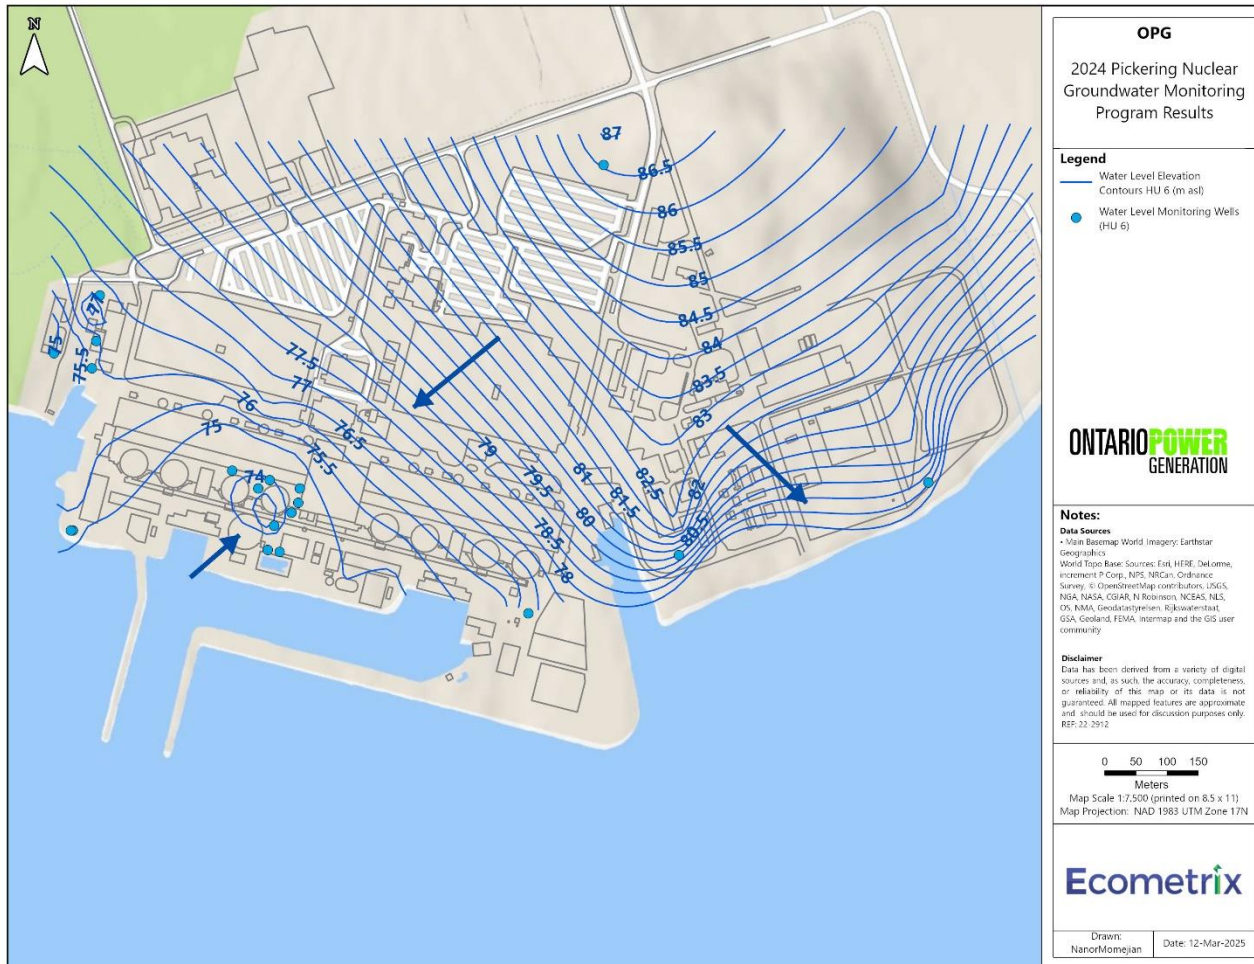 N
87
86.5
86
85.5
85
84.5
84
83.5
83
82.5
82
81.5
81
80.5
80
79.5
79
78.5
78
77.5
77
76.5
76
75.5
75
74
77
75
75.5
OPG
2024 Pickering Nuclear
Groundwater Monitoring
Program Results
Legend
Water Level Elevation
Contours HU 6 (m asl)
Water Level Monitoring Wells
(HU 6)
ONTARIOPOWER
GENERATION
Notes:
Data Sources
• Main Basemap World Imagery: Earthstar
Geographics
World Topo Base: Sources: Esri, HERE, DeLorme,
increment P Corp., NPS, NRCan, Ordnance
Survey, © OpenStreetMap contributors, USGS,
NGA, NASA, CGIAR, N Robinson, NCEAS, NLS,
OS, NMA, Geodatastyrelsen, Rijkswaterstaat,
GSA, Geoland, FEMA, Intermap and the GIS user
community
Disclaimer
Data has been derived from a variety of digital
sources and, as such, the accuracy, completeness,
or reliability of this map or its data is not
guaranteed. All mapped features are approximate
and should be used for discussion purposes only.
REF: 22-2912
0 50 100 150
Meters
Map Scale 1:7,500 (printed on 8.5 x 11)
Map Projection: NAD 1983 UTM Zone 17N
Ecometrix
Drawn:
NanorMomejian
Date: 12-Mar-2025